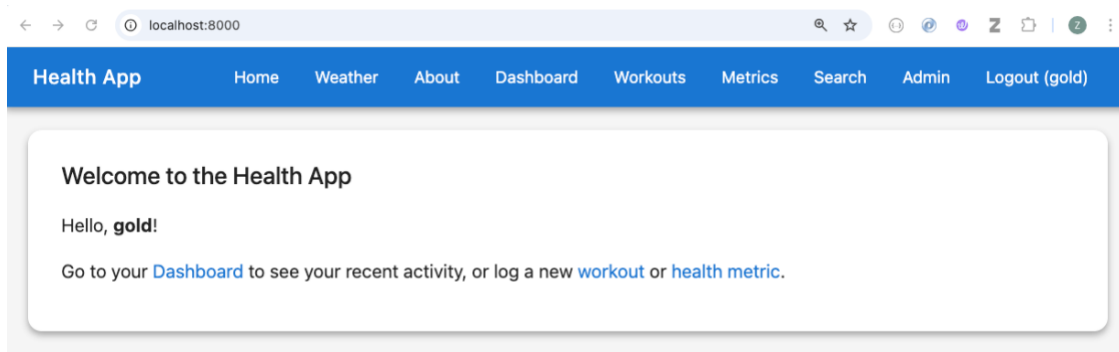 localhost:8000
Health App Home Weather About Dashboard Workouts Metrics Search Admin Logout (gold)
Welcome to the Health App
Hello, gold!
Go to your Dashboard to see your recent activity, or log a new workout or health metric.